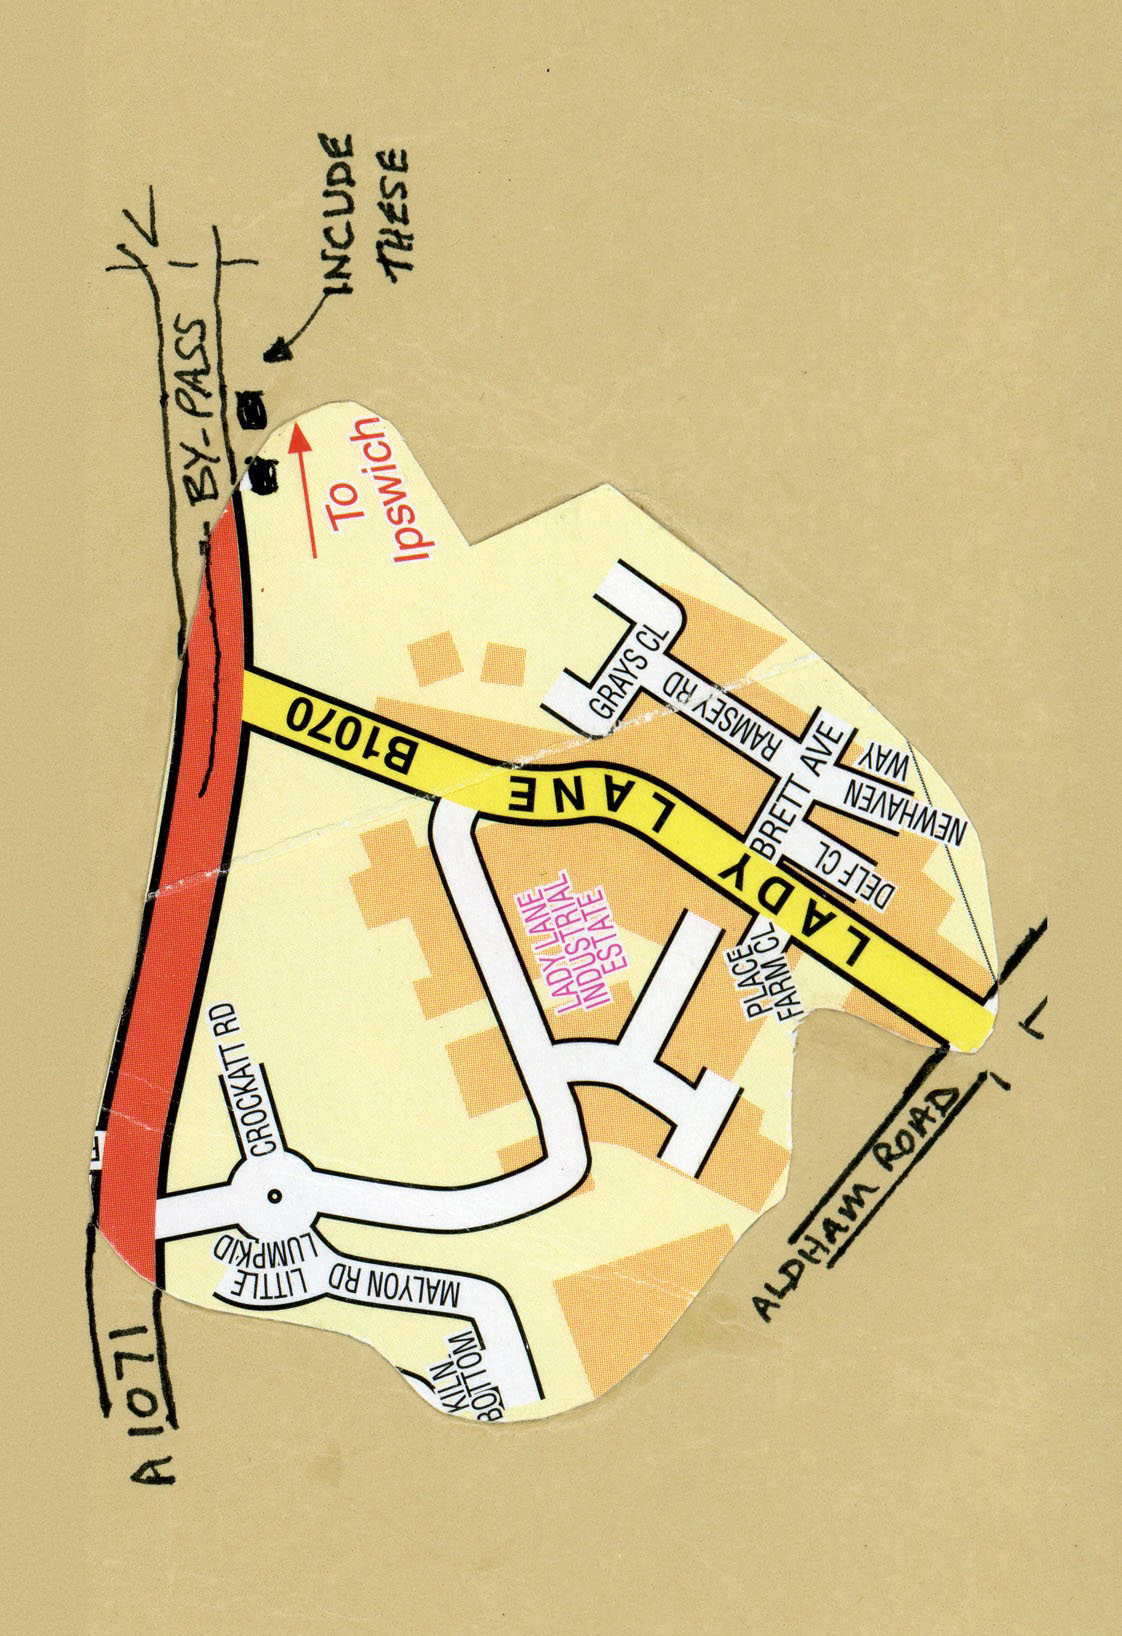 A1071
BY-PASS
LITTLE
LUMPKID
CROCKATT RD
B1070
To
Ipswich
INCUDE
THESE
MALYON RD
KILN
BOTTOM
LADY LANE
INDUSTRIAL
ESTATE
LADY LANE
GRAYS CL
RAMSEY RD
PLACE
FARM CL
BRETT AVE
DELF CL
NEWHAVEN
WAY
ALDHAM ROAD